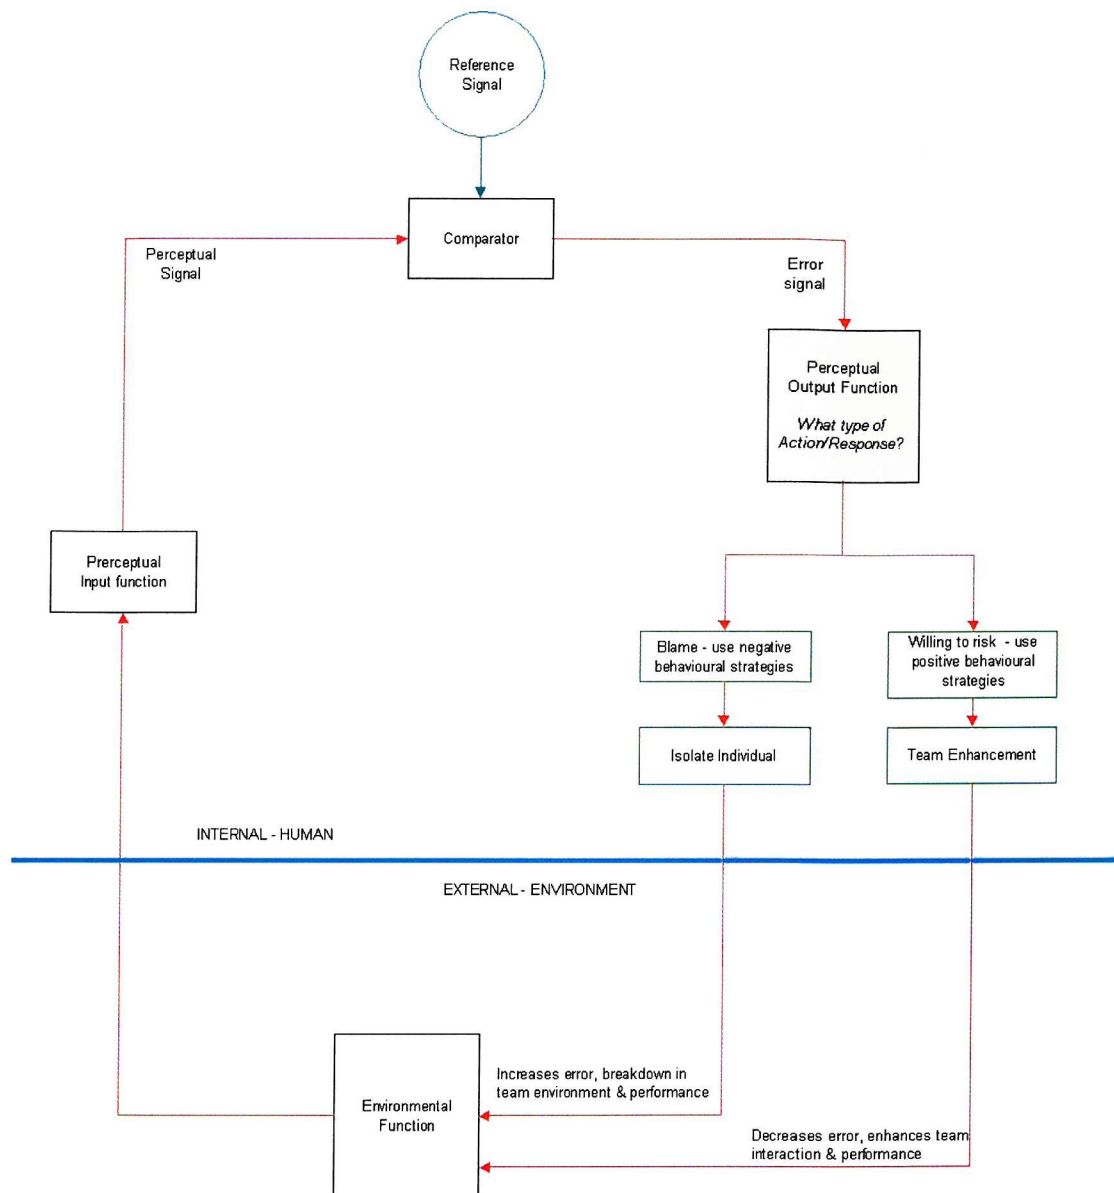 Reference
Signal
Comparator
Perceptual
Signal
Error
signal
Perceptual
Output Function
What type of
Action/Response?
Prerceptual
Input function
Blame - use negative
behavioural strategies
Willing to risk - use
positive behavioural
strategies
Isolate Individual
Team Enhancement
INTERNAL - HUMAN
EXTERNAL - ENVIRONMENT
Increases error, breakdown in
team environment & performance
Environmental
Function
Decreases error, enhances team
interaction & performance